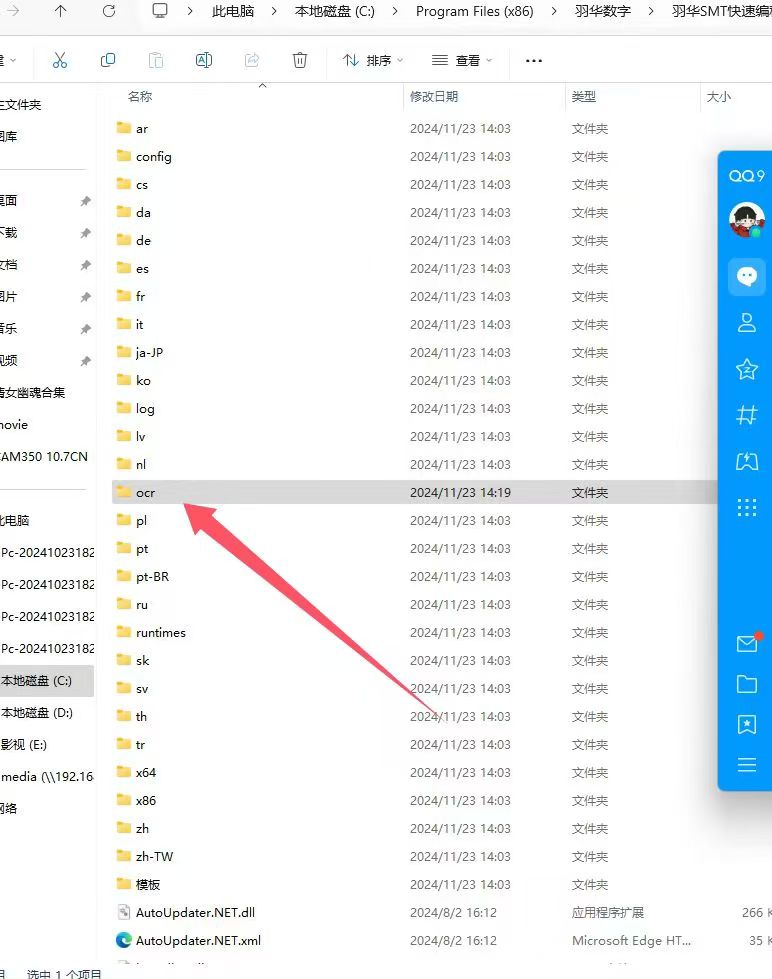 此电脑 > 本地磁盘 (C:) > Program Files (x86) > 羽华数字 > 羽华SMT快速编
排序 查看 ...
名称 修改日期 类型 大小
ar 2024/11/23 14:03 文件夹
config 2024/11/23 14:03 文件夹
cs 2024/11/23 14:03 文件夹
da 2024/11/23 14:03 文件夹
de 2024/11/23 14:03 文件夹
es 2024/11/23 14:03 文件夹
fr 2024/11/23 14:03 文件夹
it 2024/11/23 14:03 文件夹
ja-JP 2024/11/23 14:03 文件夹
ko 2024/11/23 14:03 文件夹
log 2024/11/23 14:03 文件夹
lv 2024/11/23 14:03 文件夹
nl 2024/11/23 14:03 文件夹
ocr 2024/11/23 14:19 文件夹
pl 2024/11/23 14:03 文件夹
pt 2024/11/23 14:03 文件夹
pt-BR 2024/11/23 14:03 文件夹
ru 2024/11/23 14:03 文件夹
runtimes 2024/11/23 14:03 文件夹
sk 2024/11/23 14:03 文件夹
sv 2024/11/23 14:03 文件夹
th 2024/11/23 14:03 文件夹
tr 2024/11/23 14:03 文件夹
x64 2024/11/23 14:03 文件夹
x86 2024/11/23 14:03 文件夹
zh 2024/11/23 14:03 文件夹
zh-TW 2024/11/23 14:03 文件夹
模板 2024/11/23 14:03 文件夹
AutoUpdater.NET.dll 2024/8/2 16:12 应用程序扩展 266 K
AutoUpdater.NET.xml 2024/8/2 16:12 Microsoft Edge HT... 35 K
主文件夹
图库
桌面
下载
文档
图片
音乐
视频
倩女幽魂合集
movie
CAM350 10.7CN
此电脑
Pc-20241023182
Pc-20241023182
Pc-20241023182
Pc-20241023182
本地磁盘 (C:)
本地磁盘 (D:)
影视 (E:)
media (\\192.16
网络
选中 1 个项目
QQ9